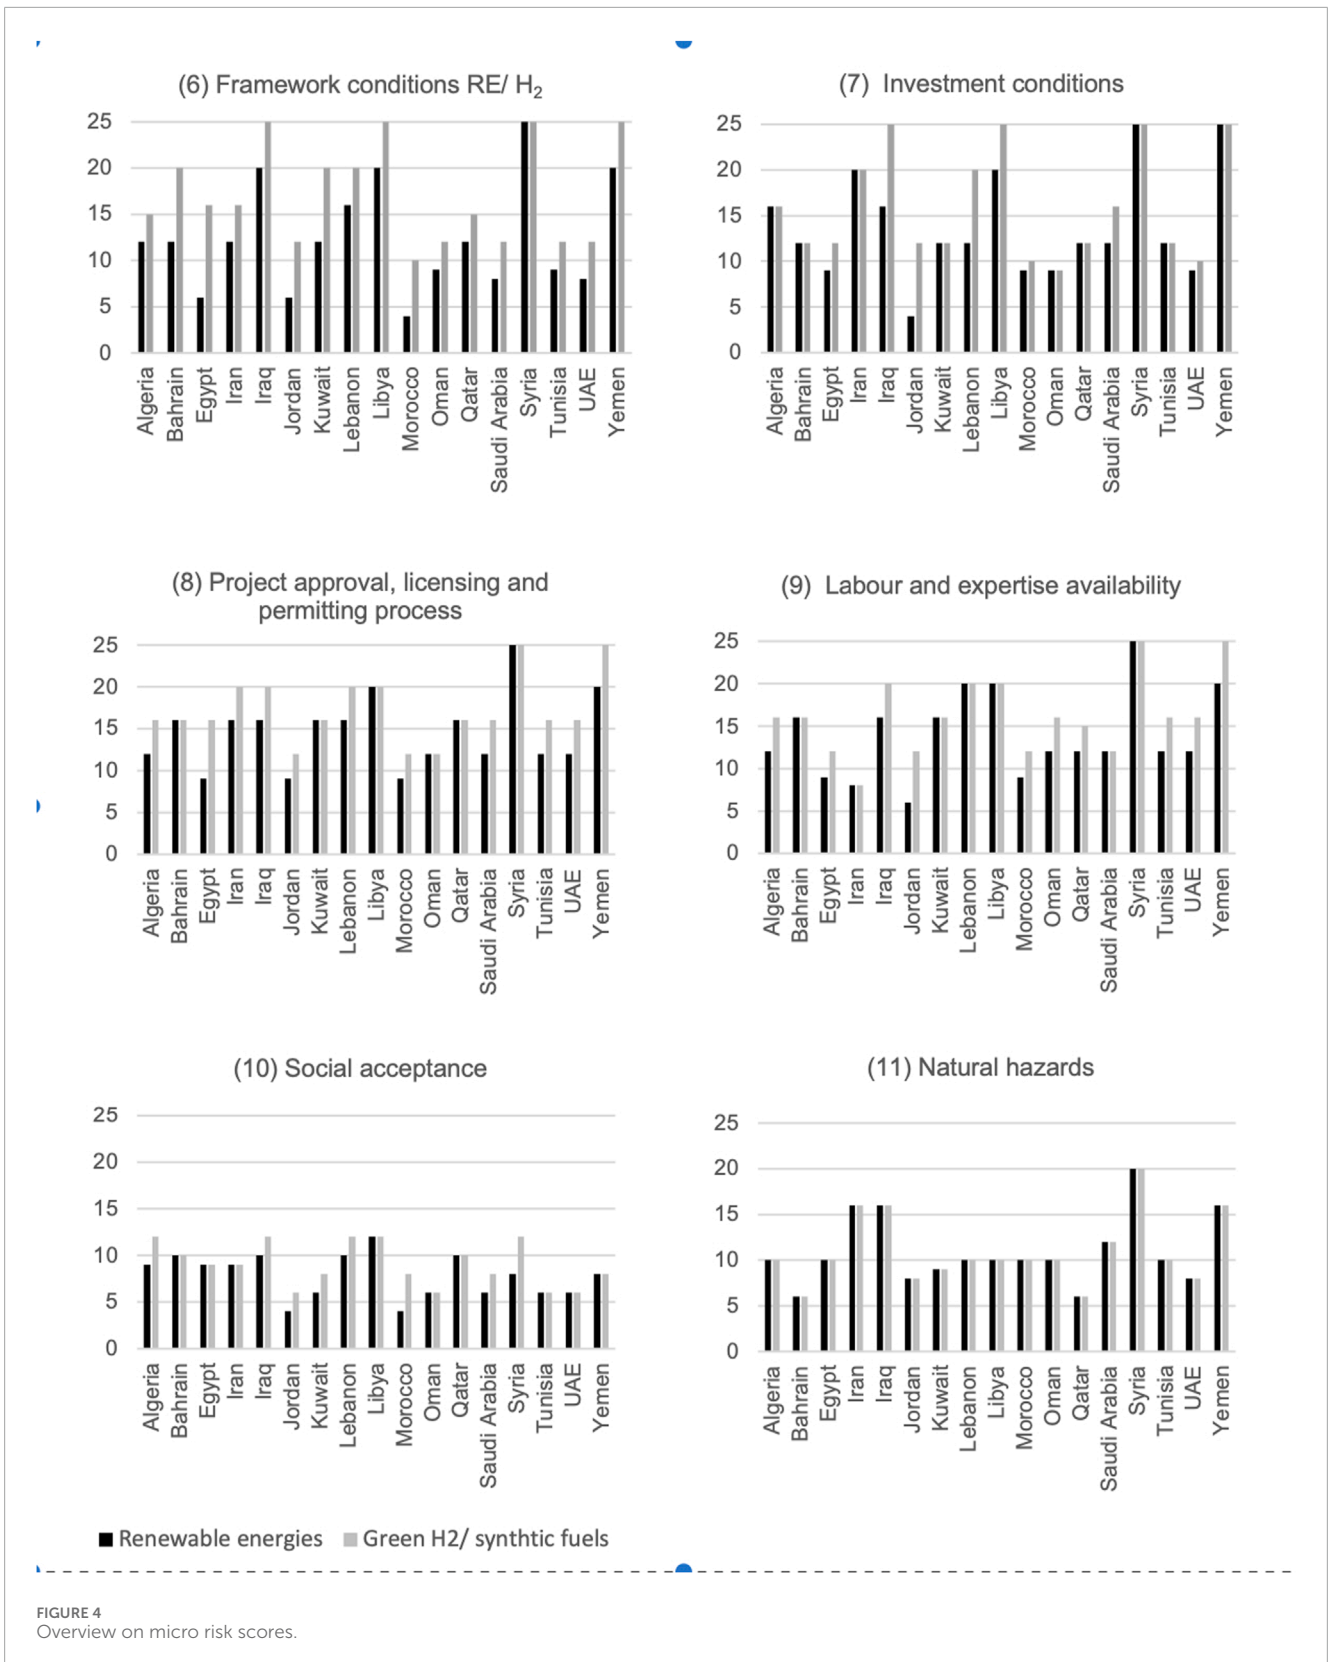 (6) Framework conditions RE/ H₂
25
20
15
10
5
0
Algeria
Bahrain
Egypt
Iran
Iraq
Jordan
Kuwait
Lebanon
Libya
Morocco
Oman
Qatar
Saudi Arabia
Syria
Tunisia
UAE
Yemen
(7) Investment conditions
25
20
15
10
5
0
Algeria
Bahrain
Egypt
Iran
Iraq
Jordan
Kuwait
Lebanon
Libya
Morocco
Oman
Qatar
Saudi Arabia
Syria
Tunisia
UAE
Yemen
(8) Project approval, licensing and
permitting process
25
20
15
10
5
0
Algeria
Bahrain
Egypt
Iran
Iraq
Jordan
Kuwait
Lebanon
Libya
Morocco
Oman
Qatar
Saudi Arabia
Syria
Tunisia
UAE
Yemen
(9) Labour and expertise availability
25
20
15
10
5
0
Algeria
Bahrain
Egypt
Iran
Iraq
Jordan
Kuwait
Lebanon
Libya
Morocco
Oman
Qatar
Saudi Arabia
Syria
Tunisia
UAE
Yemen
(10) Social acceptance
25
20
15
10
5
0
Algeria
Bahrain
Egypt
Iran
Iraq
Jordan
Kuwait
Lebanon
Libya
Morocco
Oman
Qatar
Saudi Arabia
Syria
Tunisia
UAE
Yemen
(11) Natural hazards
25
20
15
10
5
0
Algeria
Bahrain
Egypt
Iran
Iraq
Jordan
Kuwait
Lebanon
Libya
Morocco
Oman
Qatar
Saudi Arabia
Syria
Tunisia
UAE
Yemen
Renewable energies
Green H2/ synthtic fuels
FIGURE 4
Overview on micro risk scores.